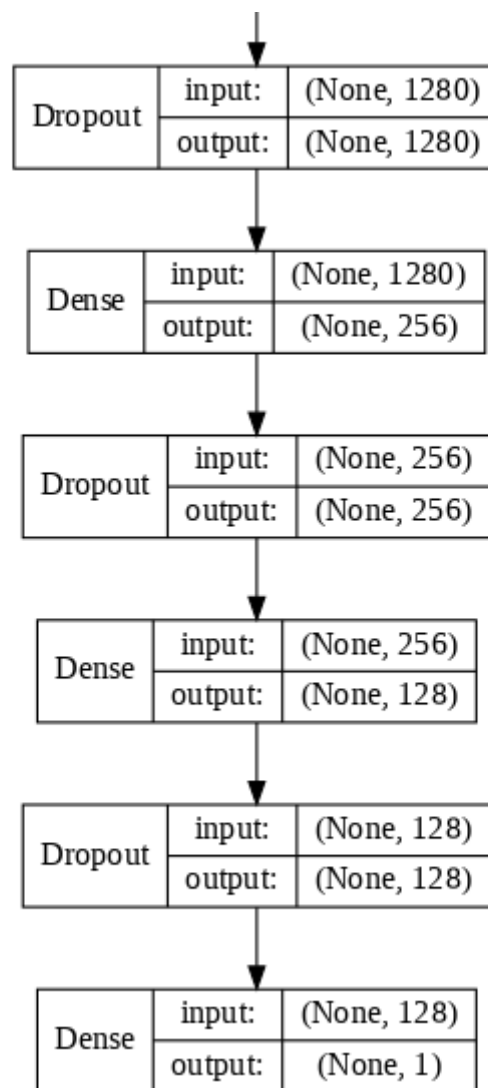 Dropout
input: (None, 1280)
output: (None, 1280)
Dense
input: (None, 1280)
output: (None, 256)
Dropout
input: (None, 256)
output: (None, 256)
Dense
input: (None, 256)
output: (None, 128)
Dropout
input: (None, 128)
output: (None, 128)
Dense
input: (None, 128)
output: (None, 1)